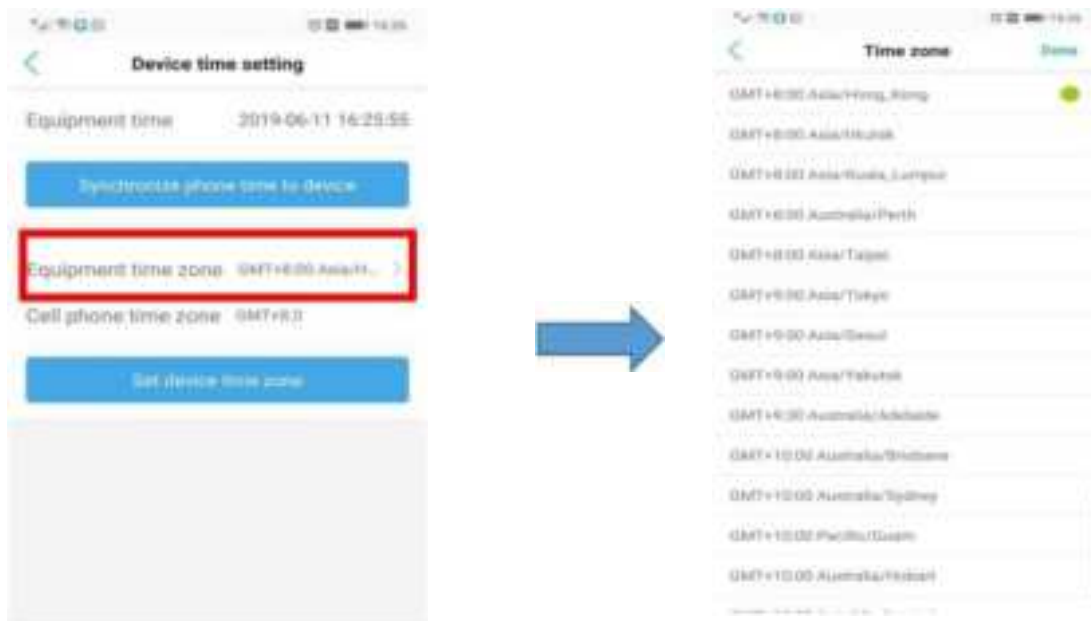 Device time setting
Equipment time 2019-06-11 16:25:55
Synchronize phone time to device
Equipment time zone GMT+8:00 Asia/H...
Cell phone time zone GMT+8.0
Set device time zone
Time zone
Done
GMT+8:00 Asia/Hong_Kong
GMT+8:00 Asia/Irkutsk
GMT+8:00 Asia/Kuala_Lumpur
GMT+8:00 Australia/Perth
GMT+8:00 Asia/Taipei
GMT+9:00 Asia/Tokyo
GMT+9:00 Asia/Seoul
GMT+9:00 Asia/Yakutsk
GMT+9:30 Australia/Adelaide
GMT+10:00 Australia/Brisbane
GMT+10:00 Australia/Sydney
GMT+10:00 Pacific/Guam
GMT+10:00 Australia/Hobart